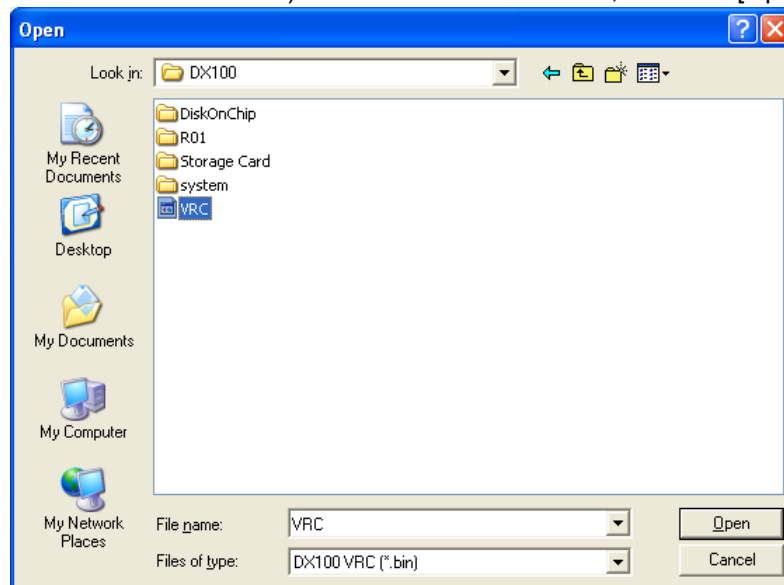 Open
Look in:
DX100
DiskOnChip
R01
Storage Card
system
VRC
My Recent
Documents
Desktop
My Documents
My Computer
My Network
Places
File name:
VRC
Open
Files of type:
DX100 VRC (*.bin)
Cancel